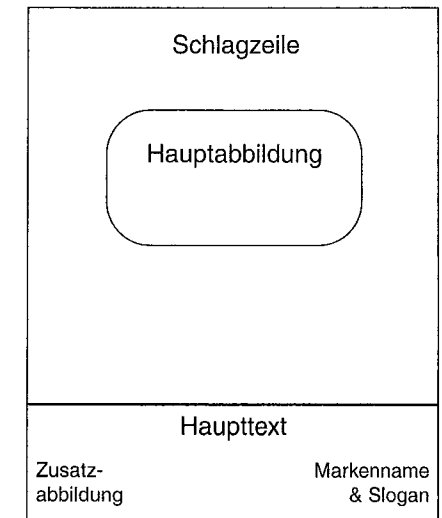 Schlagzeile
Hauptabbildung
Haupttext
Zusatz-
abbildung
Markenname
& Slogan